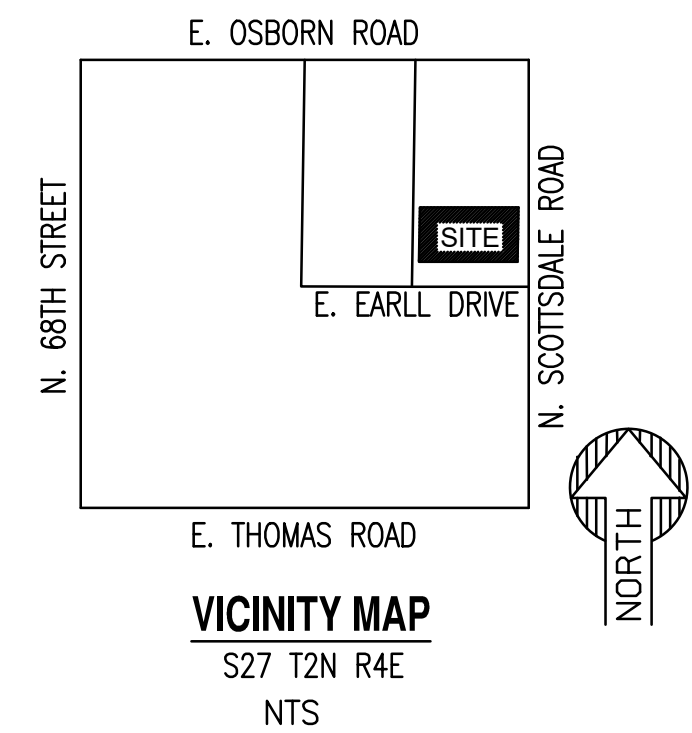 E. OSBORN ROAD
N. 68TH STREET
SITE
N. SCOTTSDALE ROAD
E. EARLL DRIVE
E. THOMAS ROAD
NORTH
VICINITY MAP
S27 T2N R4E
NTS